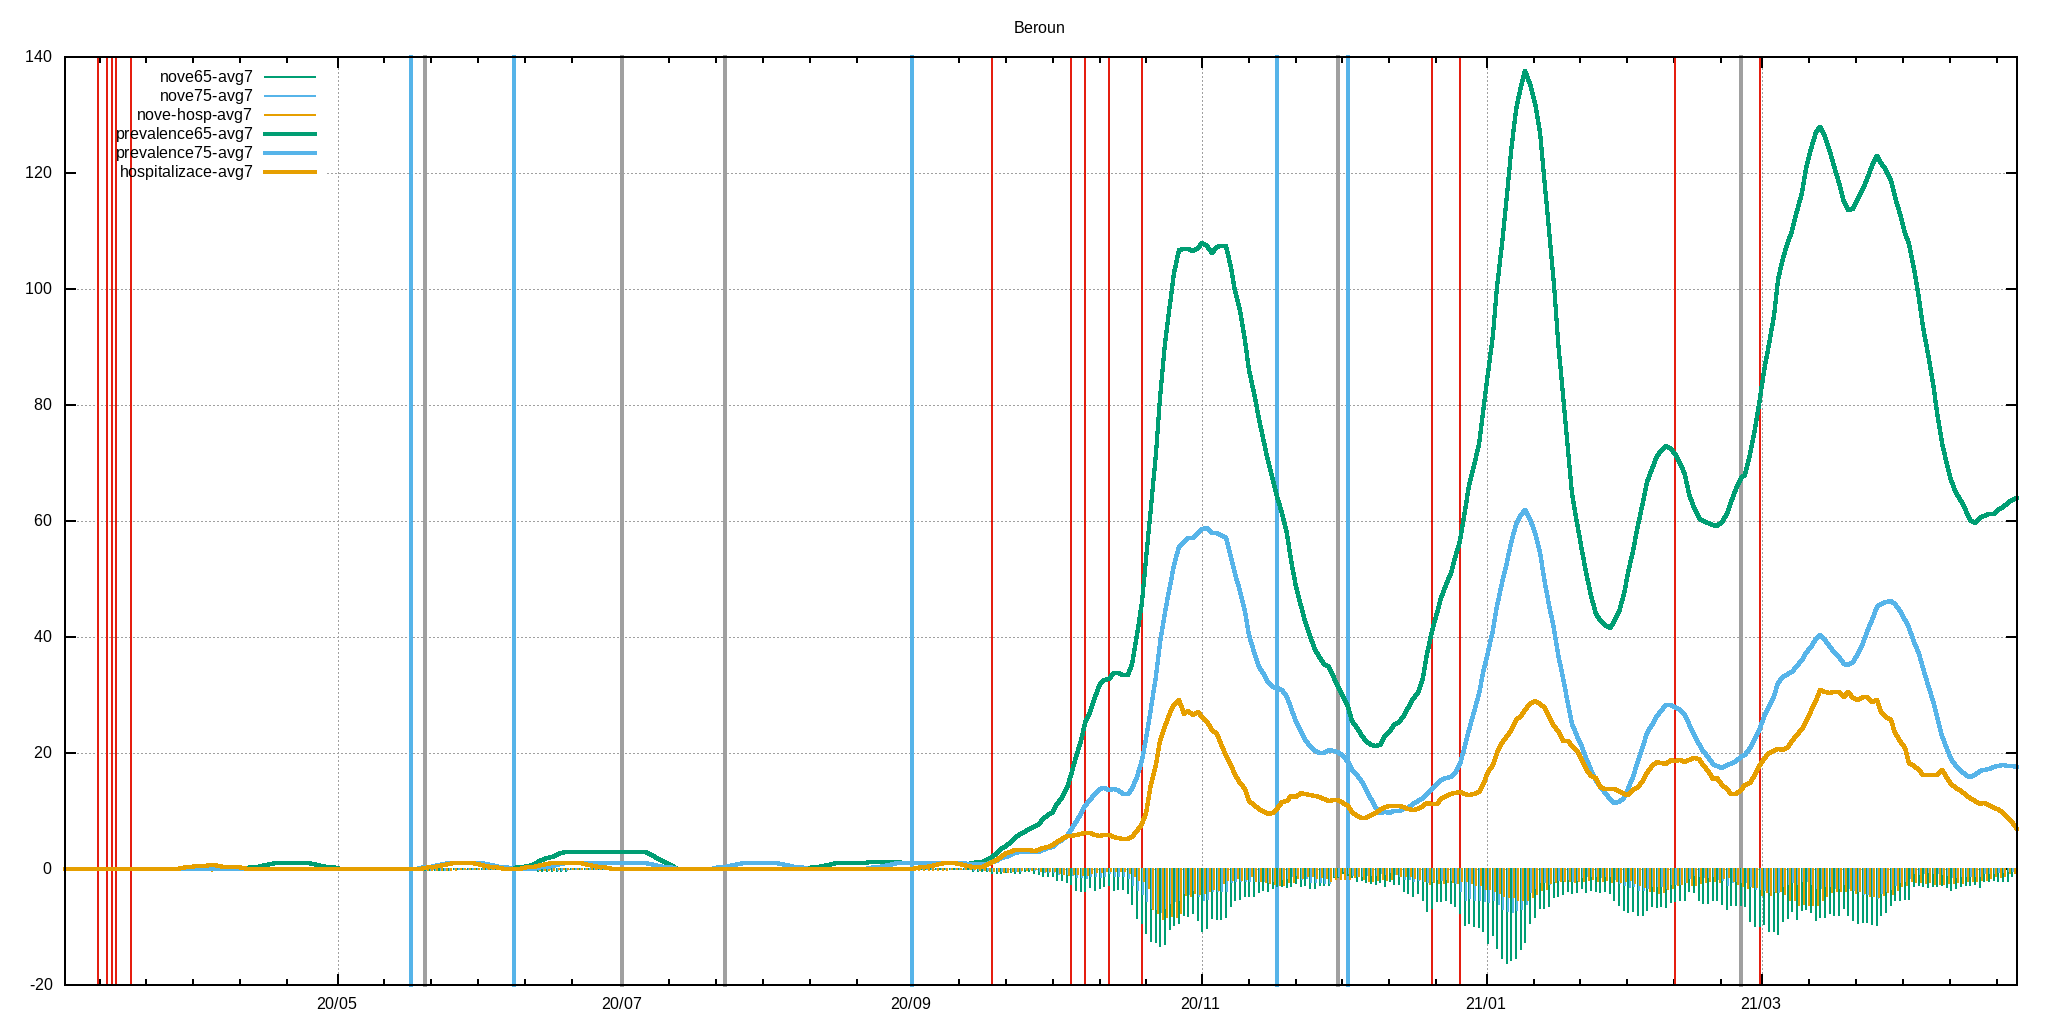 Beroun
140
120
100
80
60
40
20
0
-20
nove65-avg7
nove75-avg7
nove-hosp-avg7
prevalence65-avg7
prevalence75-avg7
hospitalizace-avg7
20/05
20/07
20/09
20/11
21/01
21/03